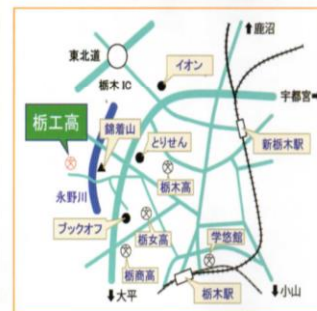 ↑鹿沼
東北道
イオン
栃木IC
宇都宮→
栃工高
錦着山
とりせん
新栃木駅
永野川
栃木高
ブックオフ
栃女高
学悠館
栃商高
↓大平
栃木駅
↓小山